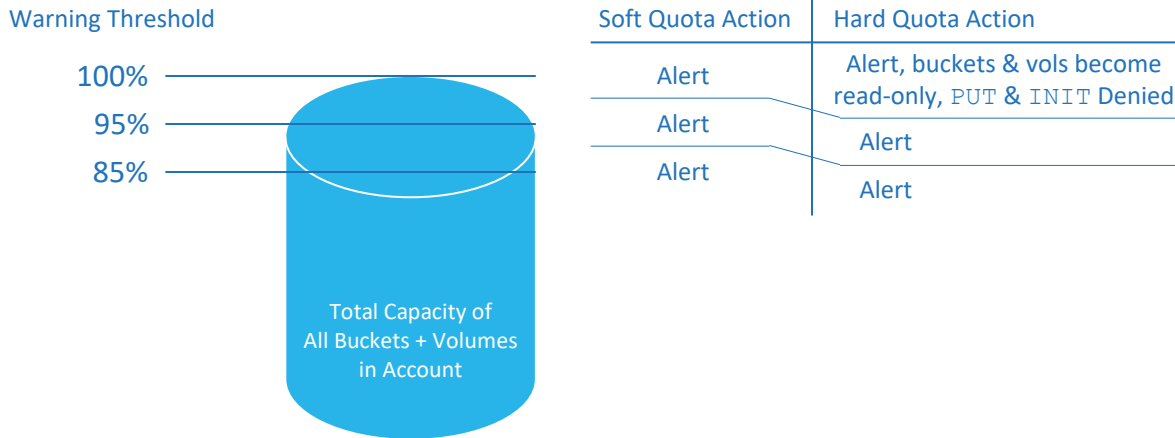 Warning Threshold
100%
95%
85%
Total Capacity of
All Buckets + Volumes
in Account
Soft Quota Action
Hard Quota Action
Alert
Alert, buckets & vols become
read-only, PUT & INIT Denied
Alert
Alert
Alert
Alert